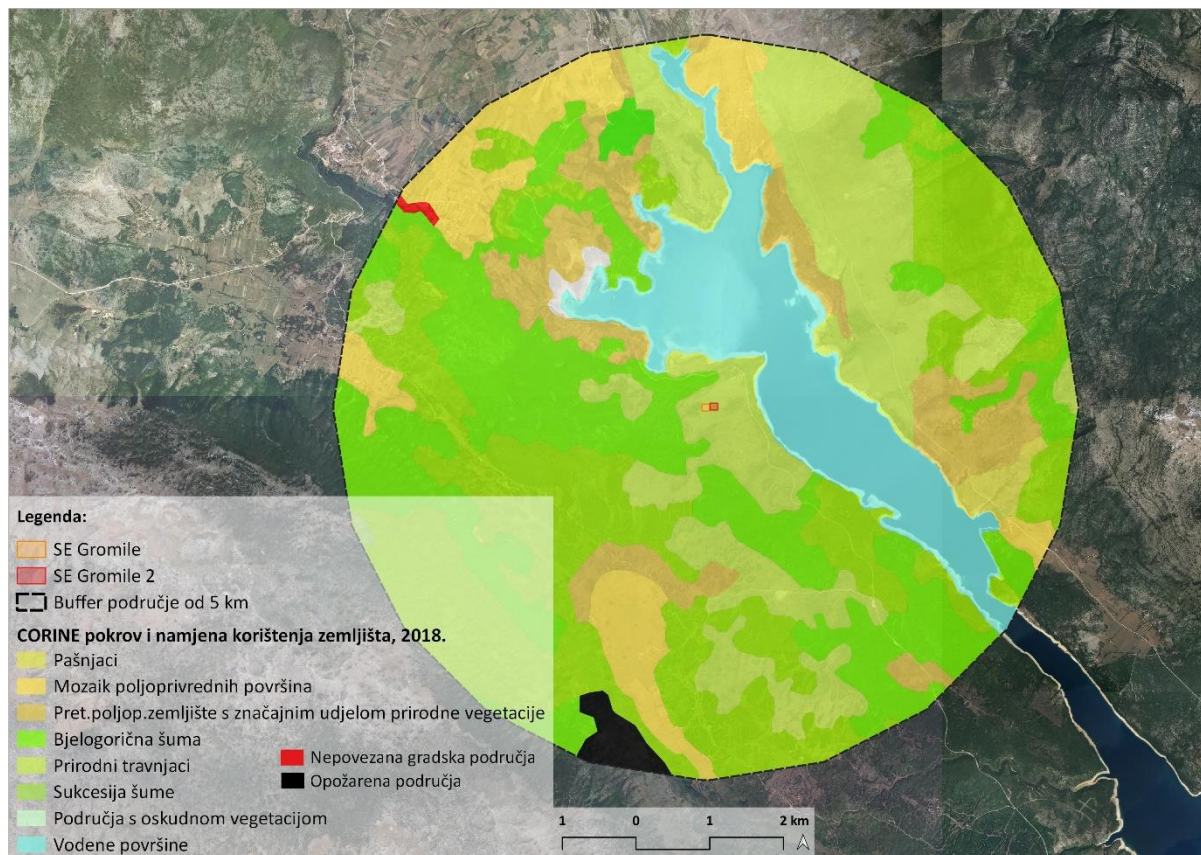 Legenda:
SE Gromile
SE Gromile 2
Buffer područje od 5 km
CORINE pokrov i namjena korištenja zemljišta, 2018.
Pašnjaci
Mozaik poljoprivrednih površina
Pret.poljop.zemljište s značajnim udjelom prirodne vegetacije
Bjelogorična šuma
Prirodni travnjaci
Sukcesija šume
Područja s oskudnom vegetacijom
Vodene površine
Nepovezana gradska područja
Opožarena područja
1 0 1 2 km